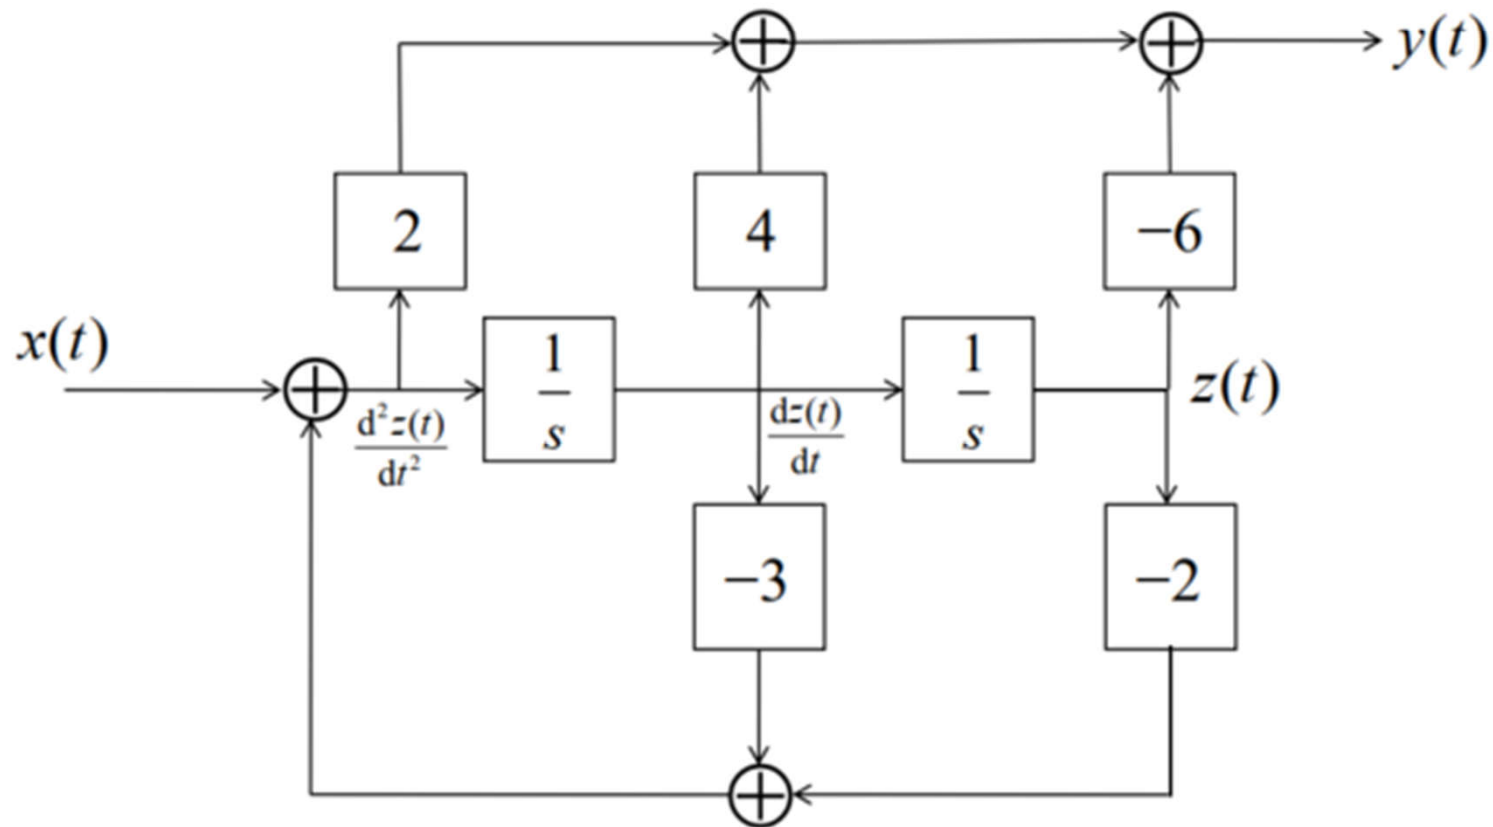 y(t)
2
4
−6
x(t)
1/s
1/s
z(t)
d²z(t)/dt²
dz(t)/dt
−3
−2